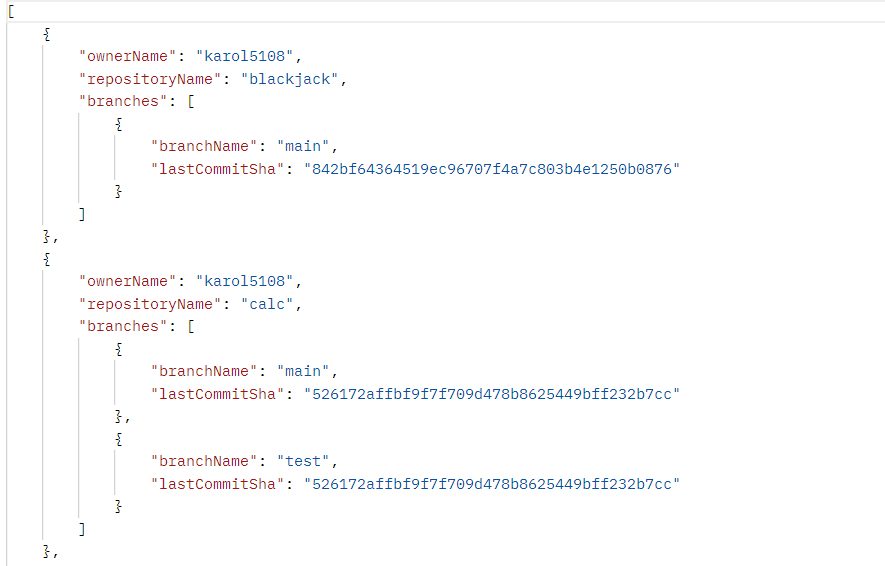 [
    {
        "ownerName": "karol5108",
        "repositoryName": "blackjack",
        "branches": [
            {
                "branchName": "main",
                "lastCommitSha": "842bf64364519ec96707f4a7c803b4e1250b0876"
            }
        ]
    },
    {
        "ownerName": "karol5108",
        "repositoryName": "calc",
        "branches": [
            {
                "branchName": "main",
                "lastCommitSha": "526172affbf9f7f709d478b8625449bff232b7cc"
            },
            {
                "branchName": "test",
                "lastCommitSha": "526172affbf9f7f709d478b8625449bff232b7cc"
            }
        ]
    },